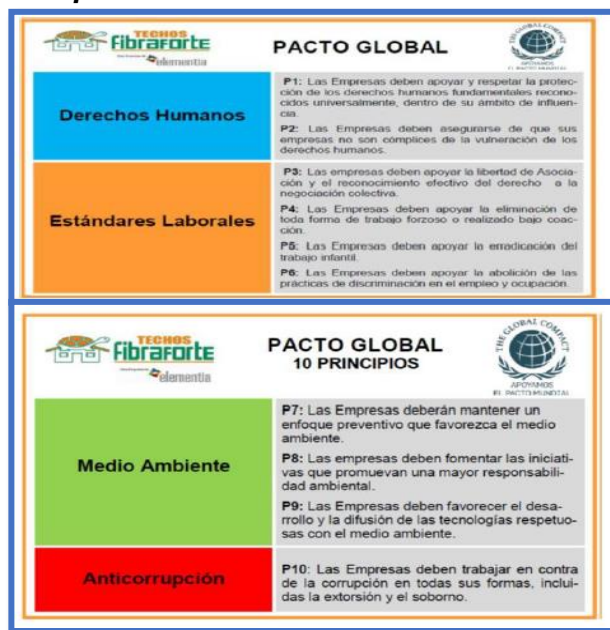 TECHOS
FibraForte
elementia
PACTO GLOBAL
APOYAMOS
EL PACTO MUNDIAL
Derechos Humanos
P1: Las Empresas deben apoyar y respetar la protec-
ción de los derechos humanos fundamentales recono-
cidos universalmente, dentro de su ámbito de influen-
cia.
P2: Las Empresas deben asegurarse de que sus
empresas no son cómplices de la vulneración de los
derechos humanos.
Estándares Laborales
P3: Las empresas deben apoyar la libertad de Asocia-
ción y el reconocimiento efectivo del derecho a la
negociación colectiva.
P4: Las Empresas deben apoyar la eliminación de
toda forma de trabajo forzoso o realizado bajo coac-
ción.
P5: Las Empresas deben apoyar la erradicación del
trabajo infantil.
P6: Las Empresas deben apoyar la abolición de las
prácticas de discriminación en el empleo y ocupación.
TECHOS
FibraForte
elementia
PACTO GLOBAL
10 PRINCIPIOS
THE GLOBAL COMPACT
APOYAMOS
EL PACTO MUNDIAL
Medio Ambiente
P7: Las Empresas deberán mantener un
enfoque preventivo que favorezca el medio
ambiente.
P8: Las empresas deben fomentar las iniciati-
vas que promuevan una mayor responsabili-
dad ambiental.
P9: Las Empresas deben favorecer el desa-
rrollo y la difusión de las tecnologías respetuo-
sas con el medio ambiente.
Anticorrupción
P10: Las Empresas deben trabajar en contra
de la corrupción en todas sus formas, inclui-
das la extorsión y el soborno.